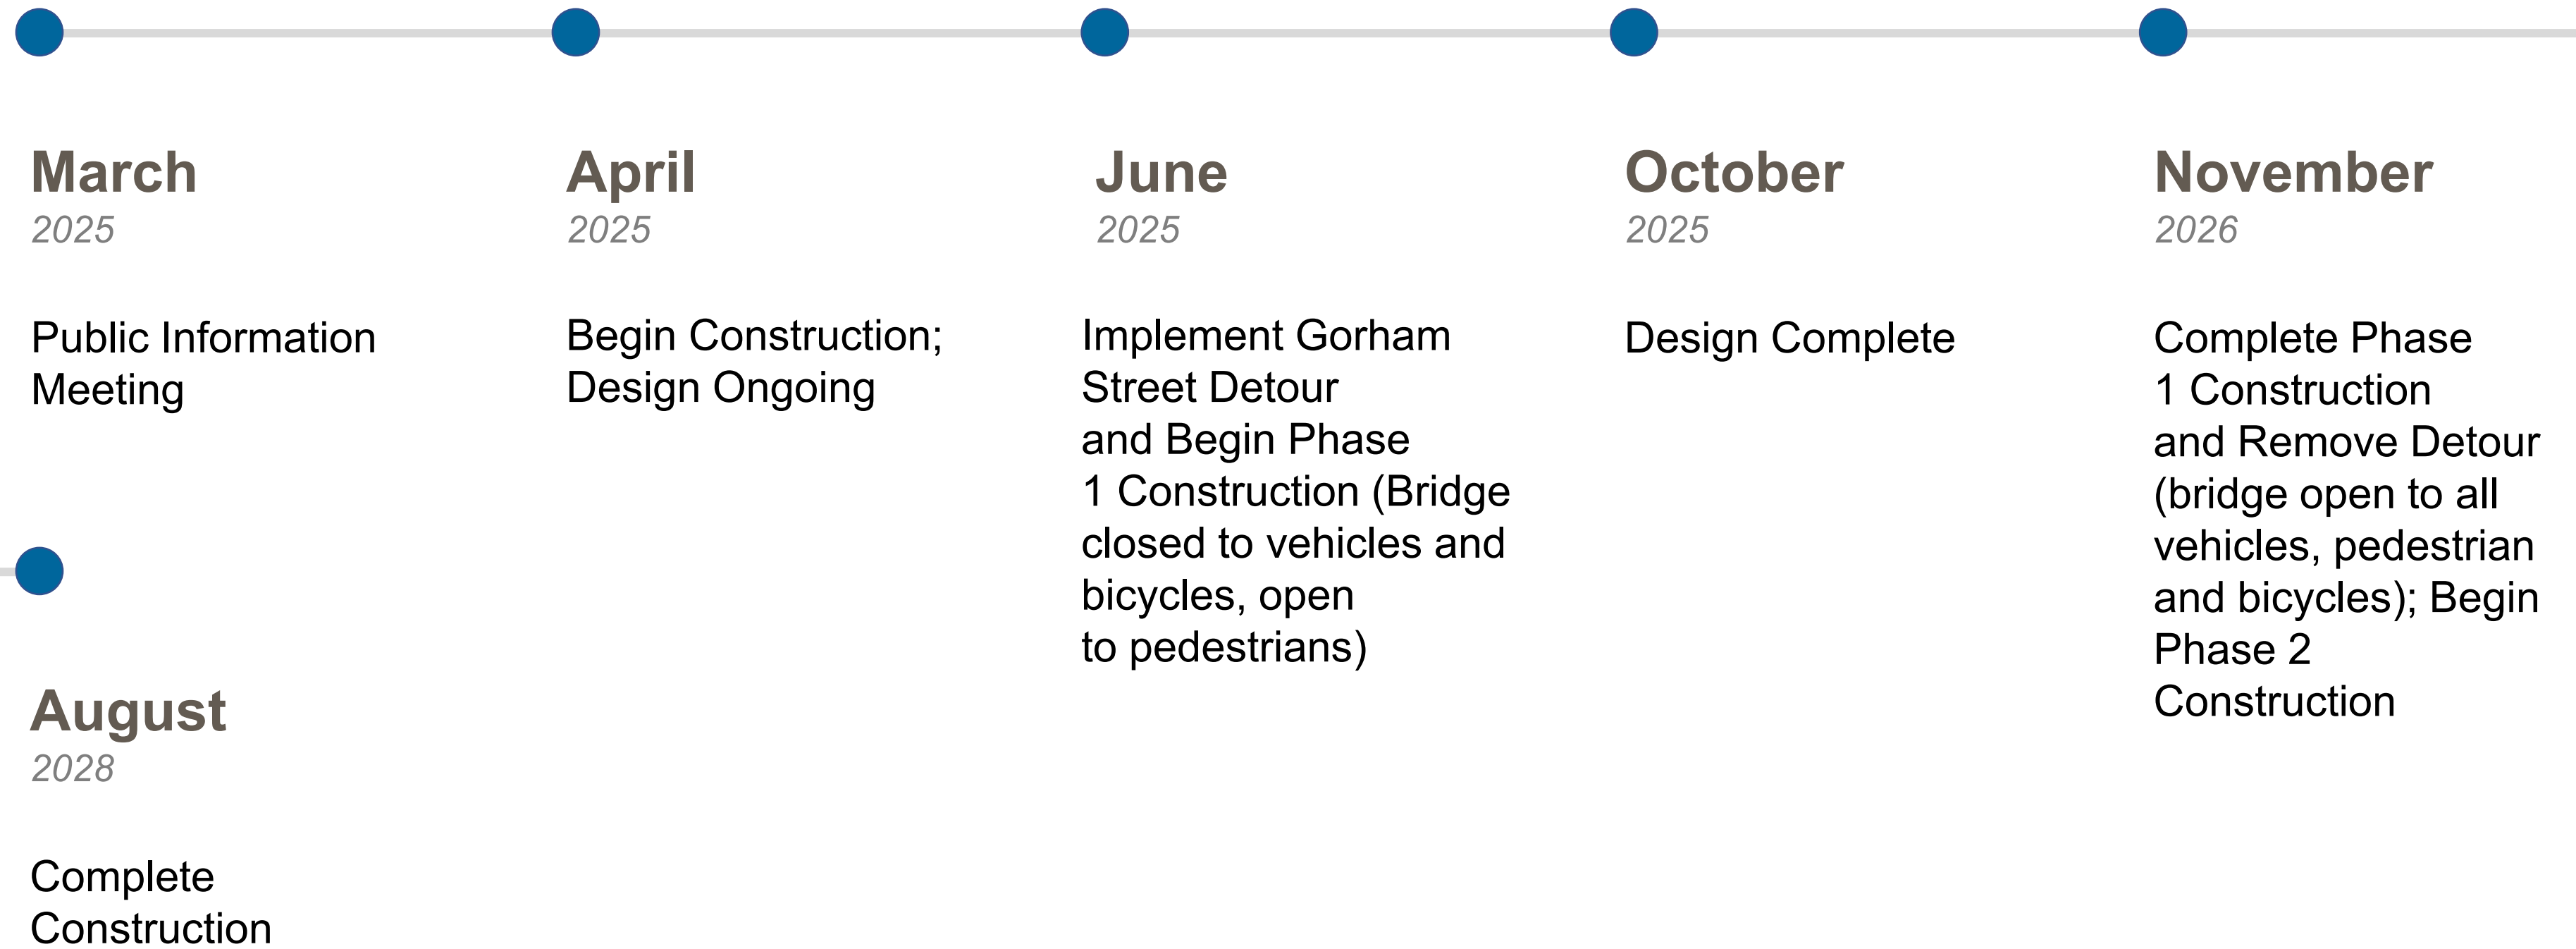 March
2025
Public Information
Meeting
April
2025
Begin Construction;
Design Ongoing
June
2025
Implement Gorham
Street Detour
and Begin Phase
1 Construction (Bridge
closed to vehicles and
bicycles, open
to pedestrians)
October
2025
Design Complete
November
2026
Complete Phase
1 Construction
and Remove Detour
(bridge open to all
vehicles, pedestrian
and bicycles); Begin
Phase 2
Construction
August
2028
Complete
Construction